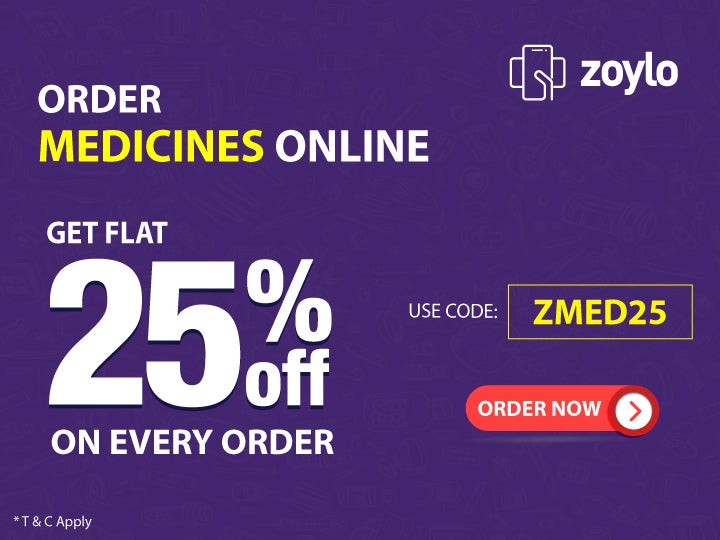 zoylo
ORDER
MEDICINES ONLINE
GET FLAT
25% off
ON EVERY ORDER
USE CODE: ZMED25
ORDER NOW
* T & C Apply